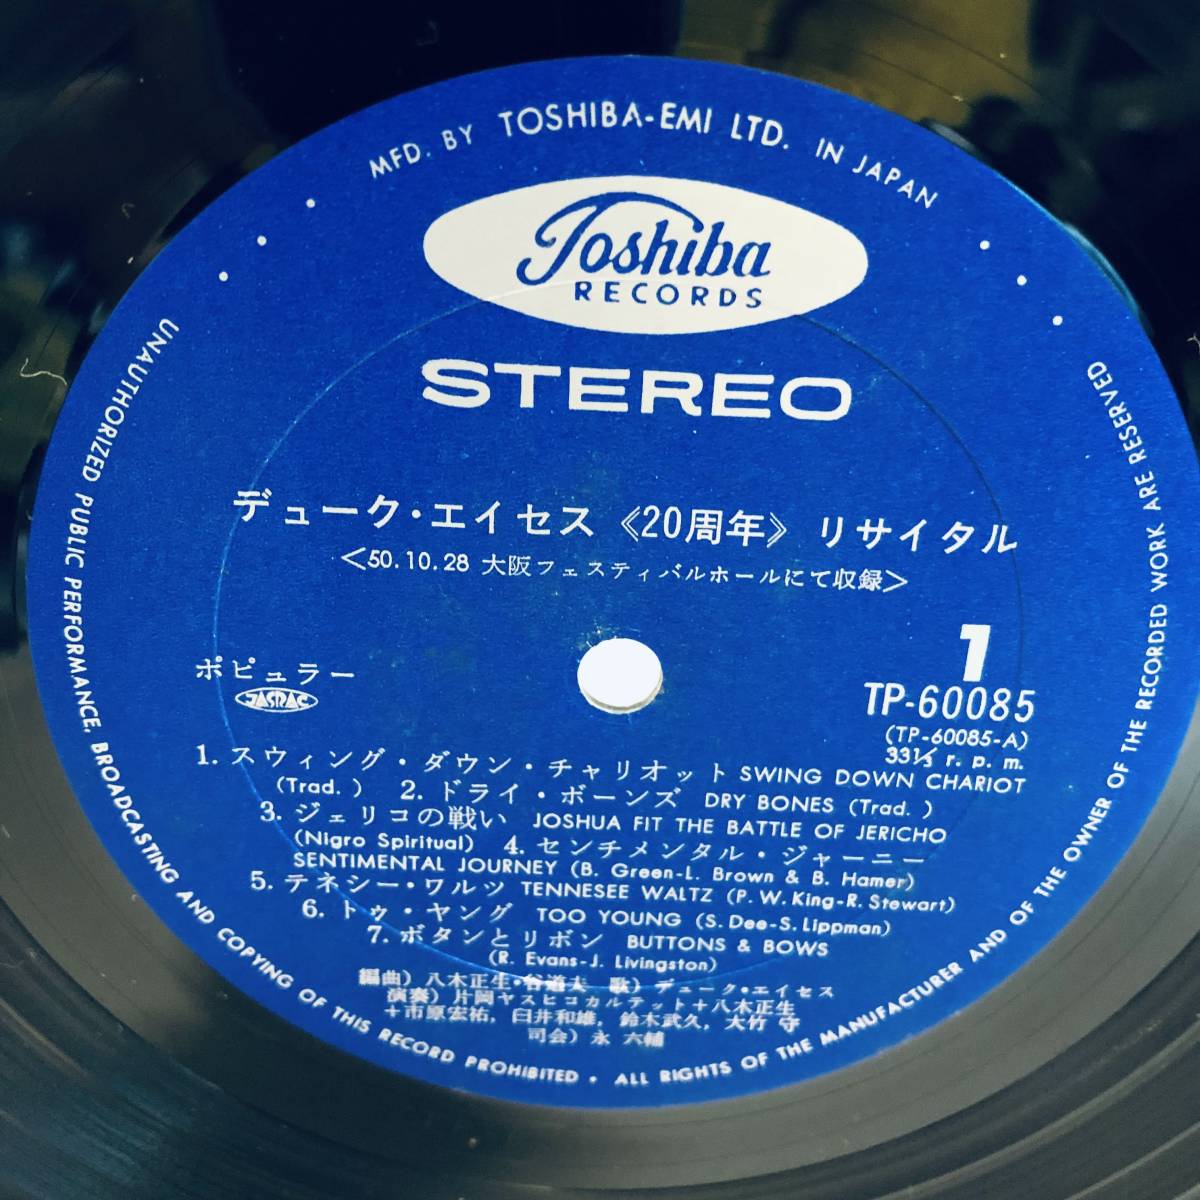 MFD. BY TOSHIBA-EMI LTD. IN JAPAN
Toshiba
RECORDS
STEREO
デューク・エイセス《20周年》リサイタル
<50.10.28 大阪フェスティバルホールにて収録>
ポピュラー
JASRAC
1
TP-60085
(TP-60085-A)
33⅓ r. p. m.
1. スウィング・ダウン・チャリオット SWING DOWN CHARIOT
(Trad. ) 2. ドライ・ボーンズ DRY BONES (Trad. )
3. ジェリコの戦い JOSHUA FIT THE BATTLE OF JERICHO
(Nigro Spiritual) 4. センチメンタル・ジャーニー
SENTIMENTAL JOURNEY (B. Green-L. Brown & B. Hamer)
5. テネシー・ワルツ TENNESEE WALTZ (P. W. King-R. Stewart)
6. トゥ・ヤング TOO YOUNG (S. Dee-S. Lippman)
7. ボタンとリボン BUTTONS & BOWS
(R. Evans-J. Livingston)
編曲) 八木正生・谷道夫 歌) デューク・エイセス
演奏) 片岡ヤスヒコカルテット+八木正生
+市原宏祐, 臼井和雄, 鈴木武久, 大竹 守
司会) 永 六輔
UNAUTHORIZED PUBLIC PERFORMANCE, BROADCASTING AND COPYING OF THIS RECORD PROHIBITED • ALL RIGHTS OF THE MANUFACTURER AND OF THE OWNER OF THE RECORDED WORK ARE RESERVED